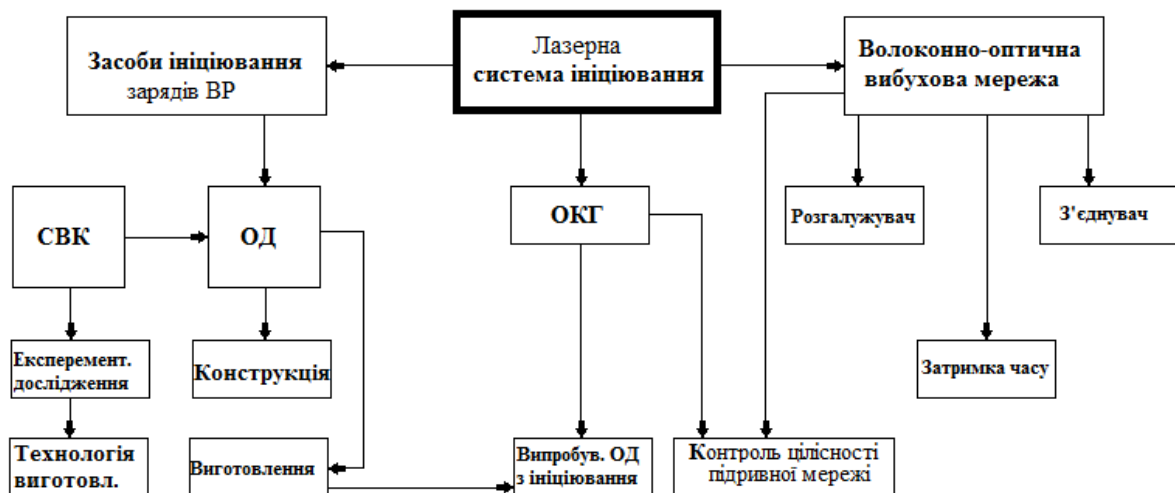 Засоби ініціювання
зарядів ВР
Лазерна
система ініціювання
Волоконно-оптична
вибухова мережа
СВК
ОД
ОКГ
Розгалужувач
З'єднувач
Експеремент.
дослідження
Конструкція
Затримка часу
Технологія
виготовл.
Виготовлення
Випробув. ОД
з ініціювання
Контроль цілісності
підривної мережі